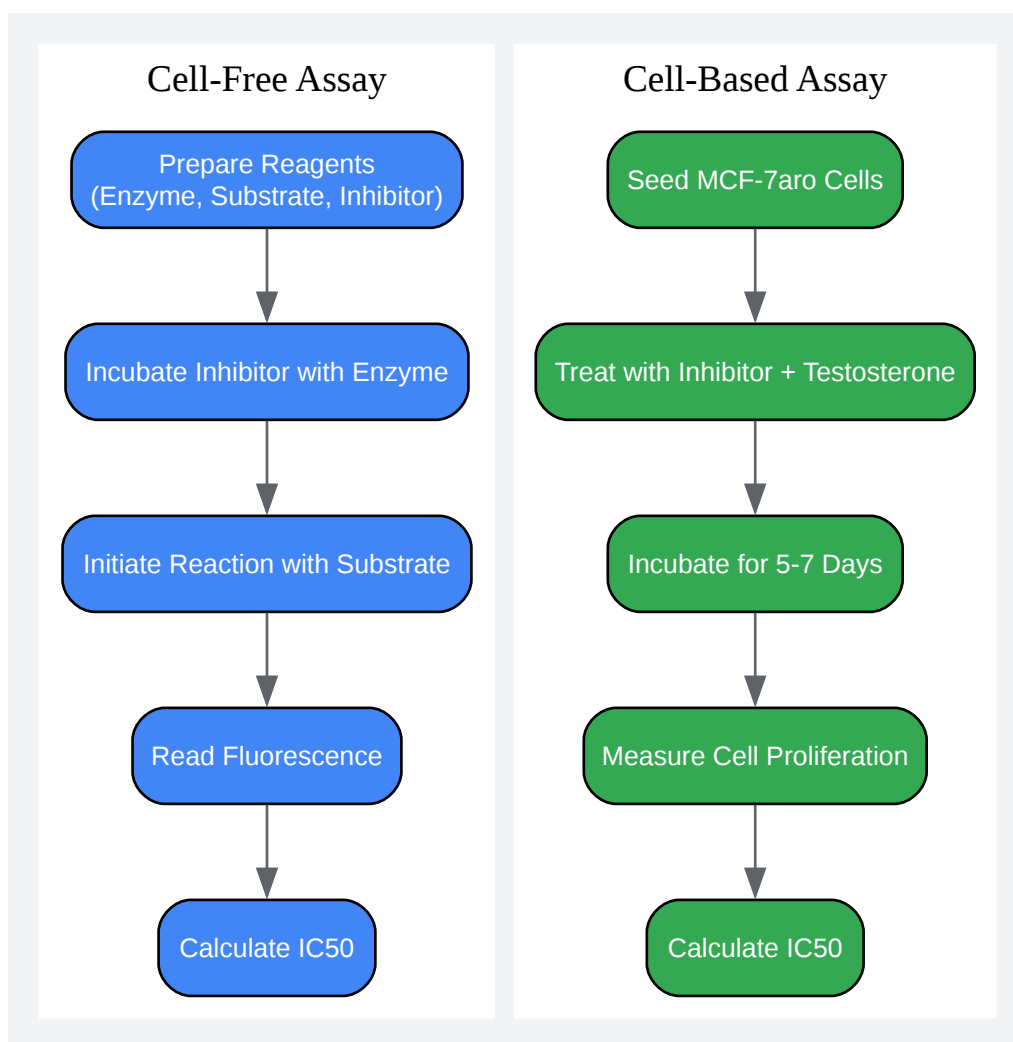 Cell-Free Assay
Prepare Reagents
(Enzyme, Substrate, Inhibitor)
Incubate Inhibitor with Enzyme
Initiate Reaction with Substrate
Read Fluorescence
Calculate IC50
Cell-Based Assay
Seed MCF-7aro Cells
Treat with Inhibitor + Testosterone
Incubate for 5-7 Days
Measure Cell Proliferation
Calculate IC50